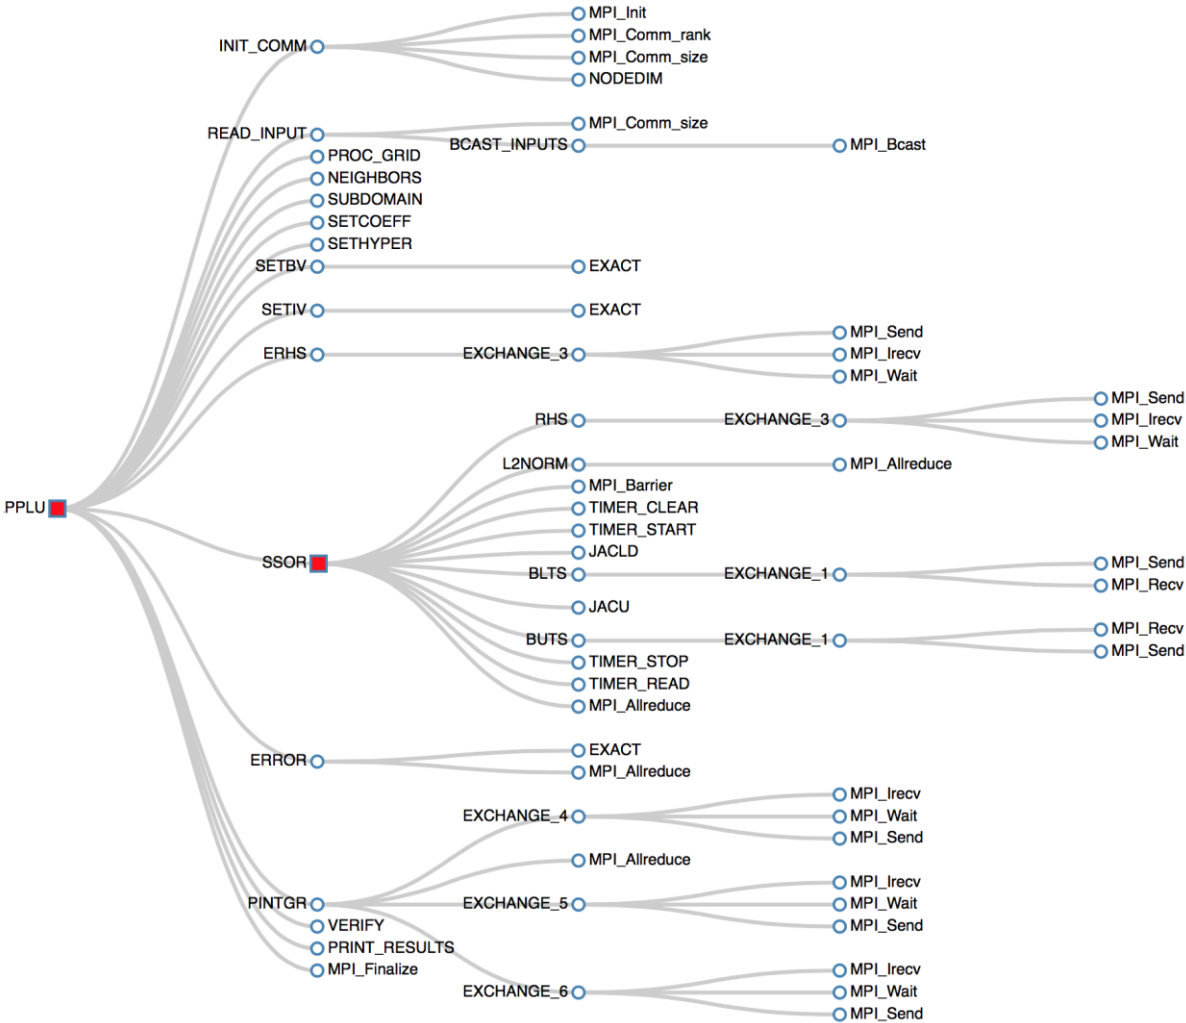 MPI_Init
MPI_Comm_rank
INIT_COMM
MPI_Comm_size
NODEDIM
MPI_Comm_size
READ_INPUT
BCAST_INPUTS
MPI_Bcast
PROC_GRID
NEIGHBORS
SUBDOMAIN
SETCOEFF
SETHYPER
SETBV
EXACT
SETIV
EXACT
MPI_Send
ERHS
EXCHANGE_3
MPI_Irecv
MPI_Wait
MPI_Send
RHS
EXCHANGE_3
MPI_Irecv
MPI_Wait
L2NORM
MPI_Allreduce
MPI_Barrier
PPLU
TIMER_CLEAR
TIMER_START
JACLD
SSOR
MPI_Send
BLTS
EXCHANGE_1
MPI_Recv
JACU
MPI_Recv
BUTS
EXCHANGE_1
MPI_Send
TIMER_STOP
TIMER_READ
MPI_Allreduce
EXACT
ERROR
MPI_Allreduce
MPI_Irecv
EXCHANGE_4
MPI_Wait
MPI_Send
MPI_Allreduce
MPI_Irecv
PINTGR
EXCHANGE_5
MPI_Wait
VERIFY
MPI_Send
PRINT_RESULTS
MPI_Finalize
MPI_Irecv
EXCHANGE_6
MPI_Wait
MPI_Send